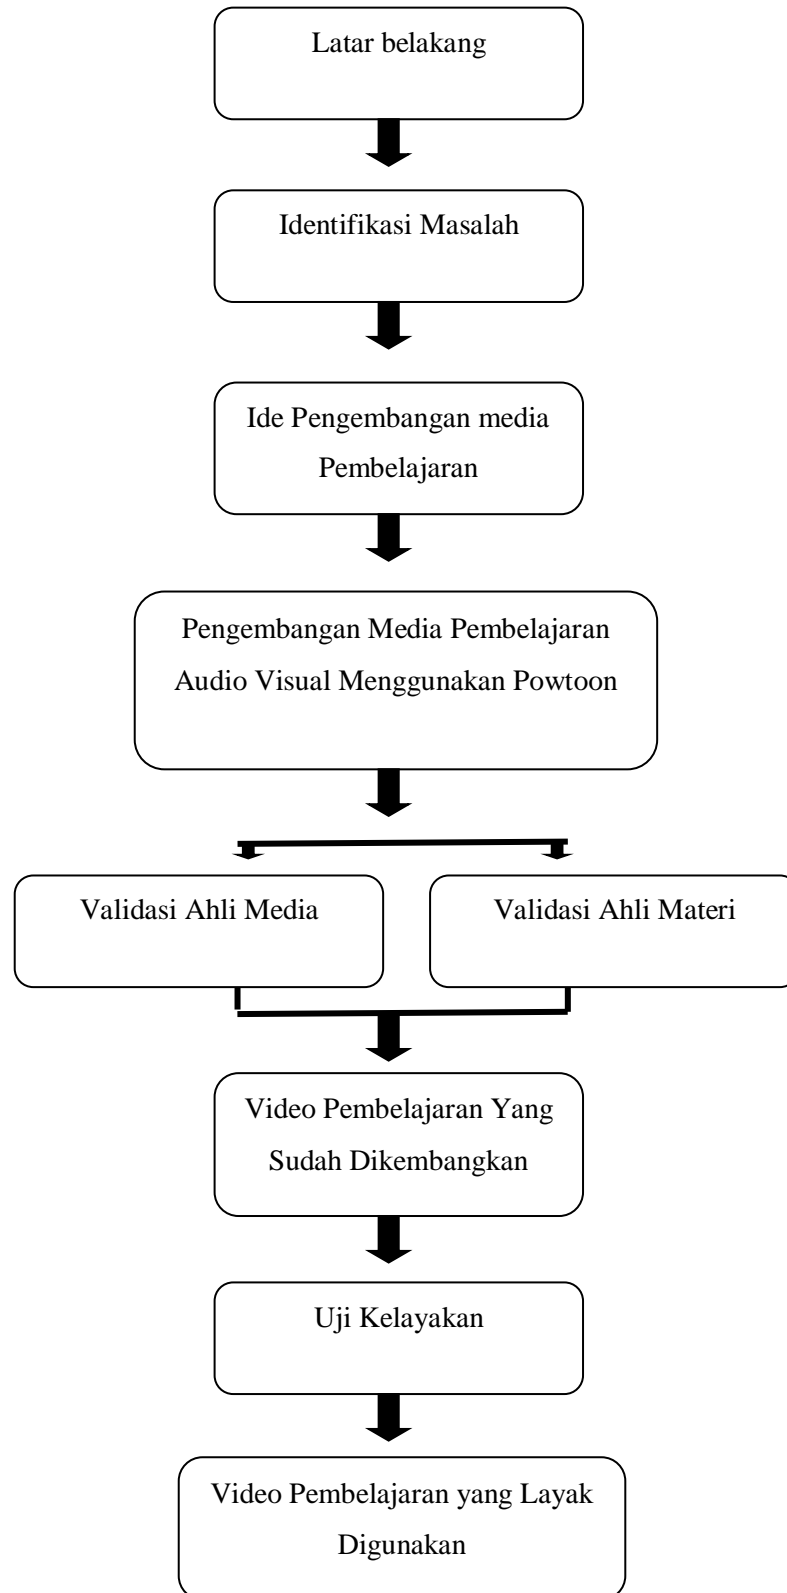 Latar belakang
Identifikasi Masalah
Ide Pengembangan media
Pembelajaran
Pengembangan Media Pembelajaran
Audio Visual Menggunakan Powtoon
Validasi Ahli Media
Validasi Ahli Materi
Video Pembelajaran Yang
Sudah Dikembangkan
Uji Kelayakan
Video Pembelajaran yang Layak
Digunakan